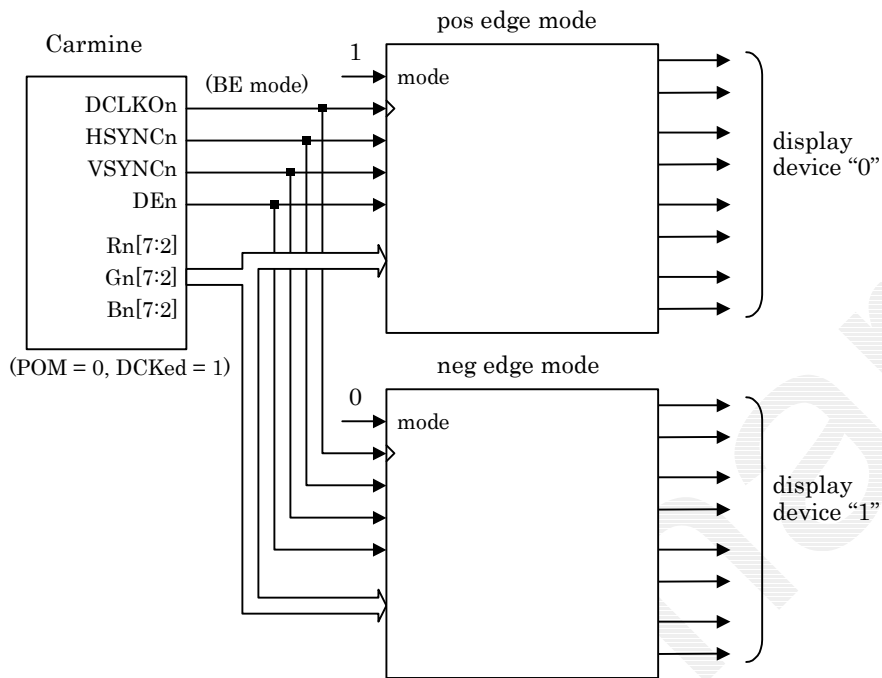 pos edge mode
Carmine
1
(BE mode)
mode
DCLKOn
HSYNCn
VSYNCn
DEn
Rn[7:2]
Gn[7:2]
Bn[7:2]
(POM = 0, DCKed = 1)
display
device “0”
neg edge mode
0
mode
display
device “1”